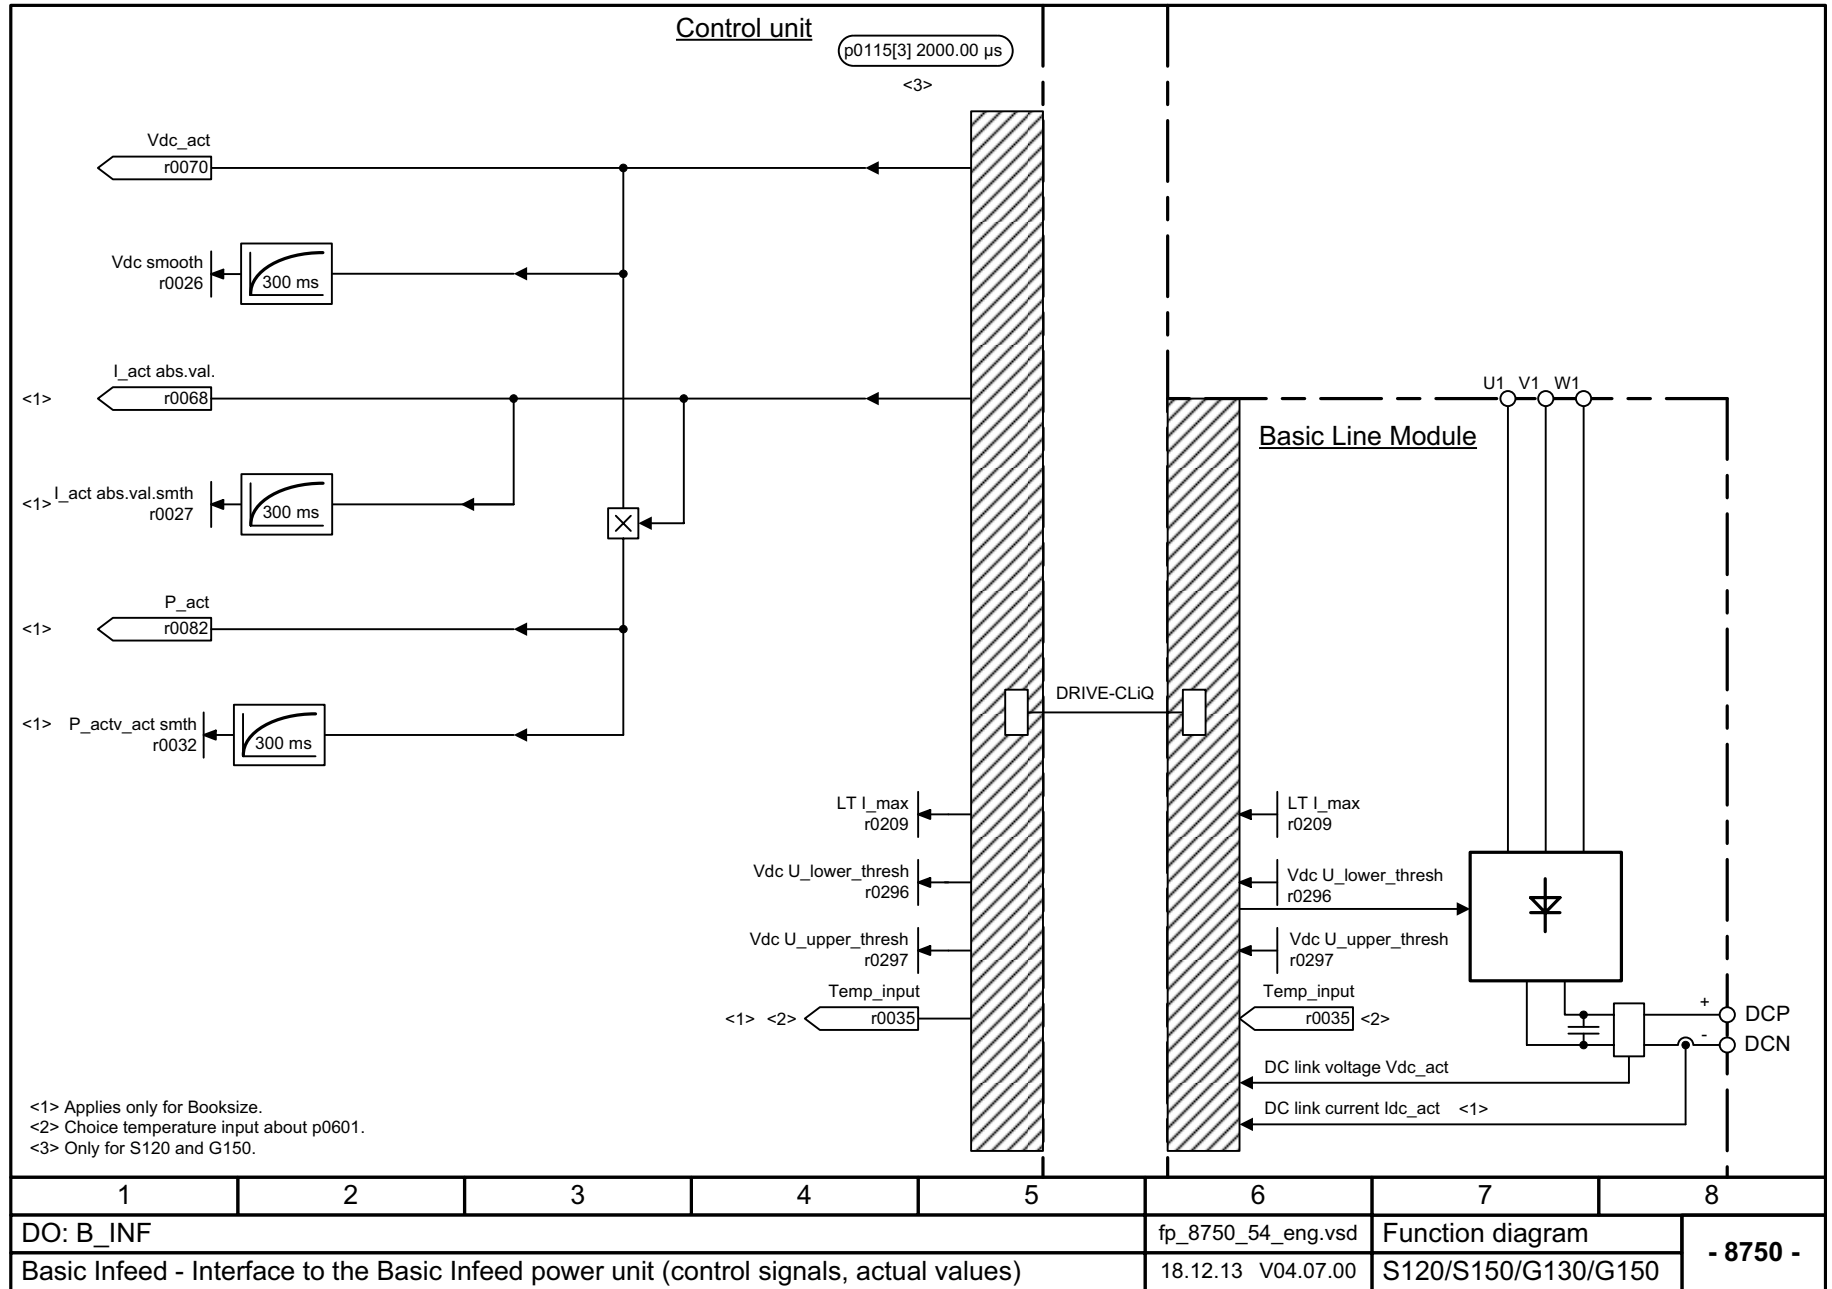 Control unit
p0115[3] 2000.00 µs
<3>
Vdc_act
r0070
Vdc smooth
r0026
300 ms
I_act abs.val.
<1>
r0068
<1>
I_act abs.val.smth
r0027
300 ms
P_act
<1>
r0082
<1>
P_actv_act smth
r0032
300 ms
DRIVE-CLiQ
U1 V1 W1
Basic Line Module
LT I_max
r0209
Vdc U_lower_thresh
r0296
Vdc U_upper_thresh
r0297
Temp_input
<1> <2>
r0035
LT I_max
r0209
Vdc U_lower_thresh
r0296
Vdc U_upper_thresh
r0297
Temp_input
r0035
<2>
+
DCP
-
DCN
DC link voltage Vdc_act
DC link current Idc_act <1>
<1> Applies only for Booksize.
<2> Choice temperature input about p0601.
<3> Only for S120 and G150.
1 2 3 4 5 6 7 8
DO: B_INF
fp_8750_54_eng.vsd
Function diagram
- 8750 -
Basic Infeed - Interface to the Basic Infeed power unit (control signals, actual values)
18.12.13 V04.07.00
S120/S150/G130/G150